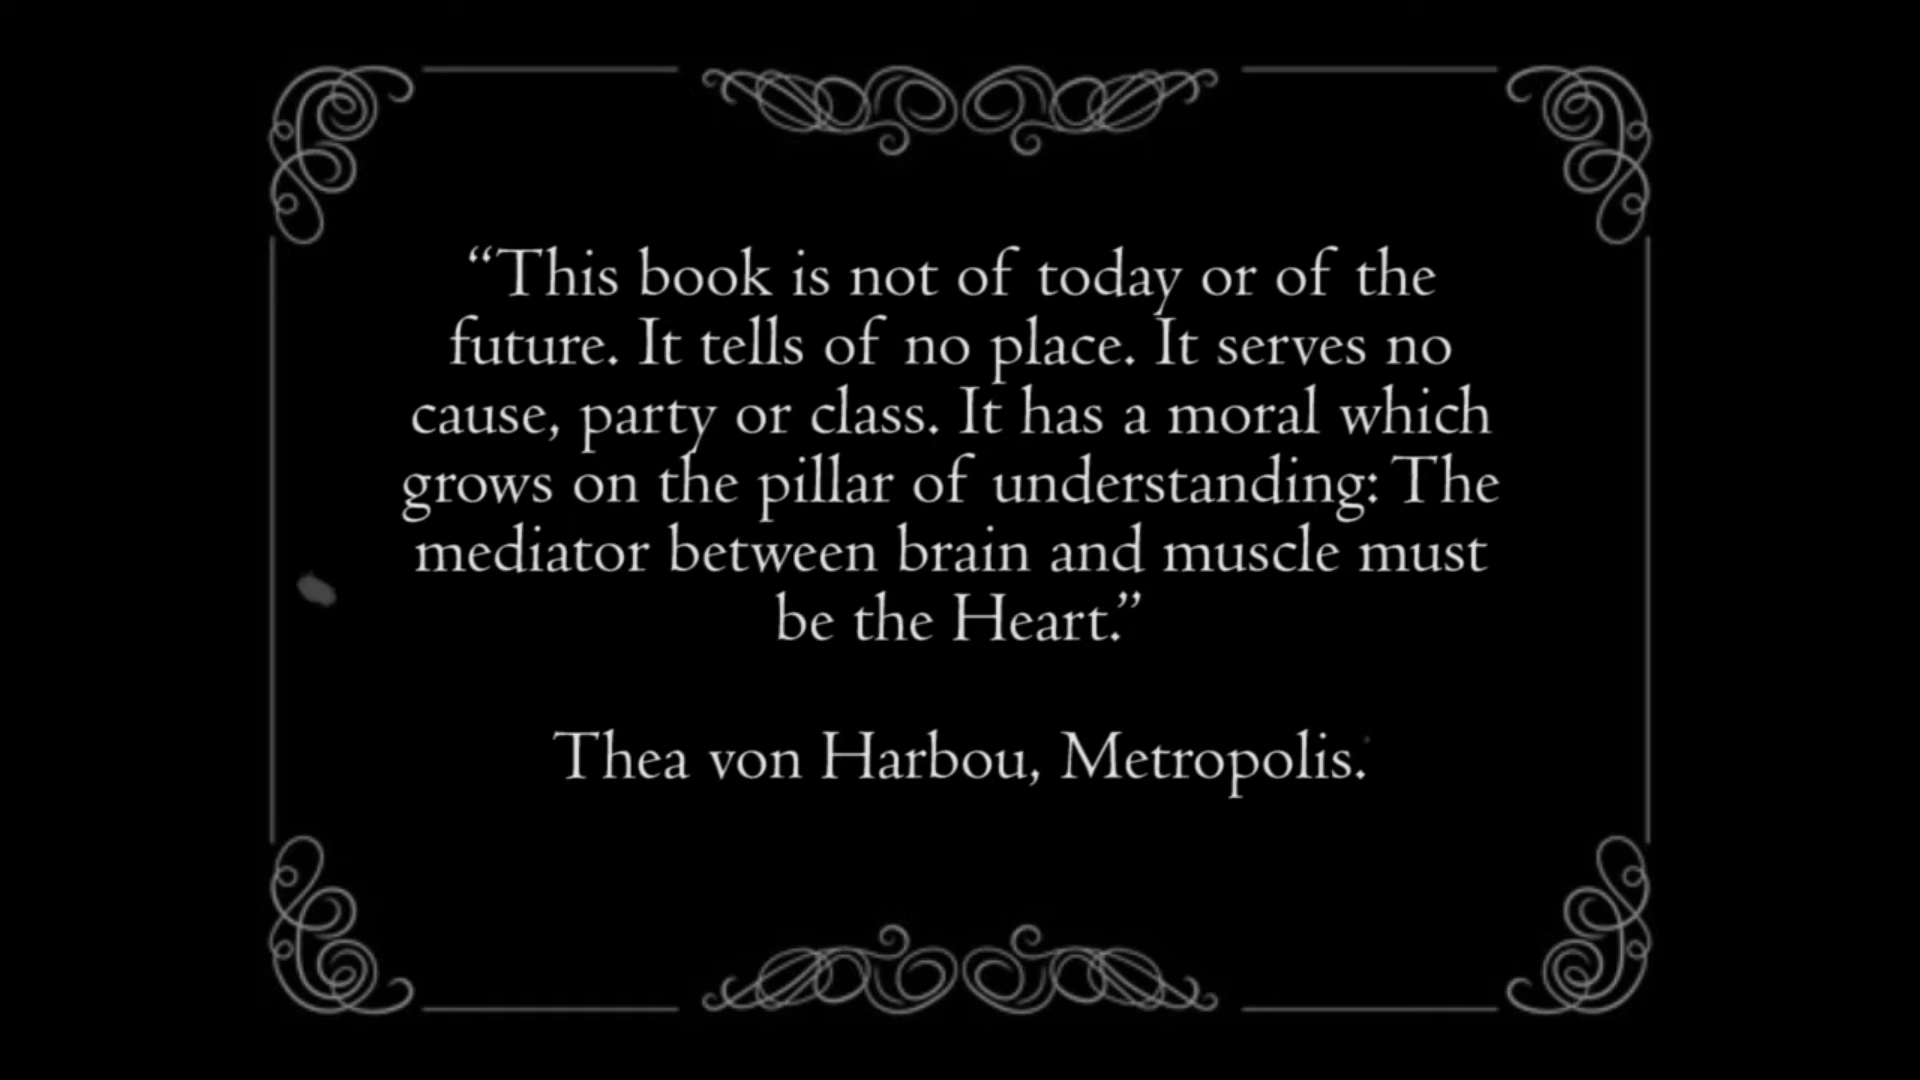 “This book is not of today or of the
future. It tells of no place. It serves no
cause, party or class. It has a moral which
grows on the pillar of understanding: The
mediator between brain and muscle must
be the Heart.”
Thea von Harbou, Metropolis.